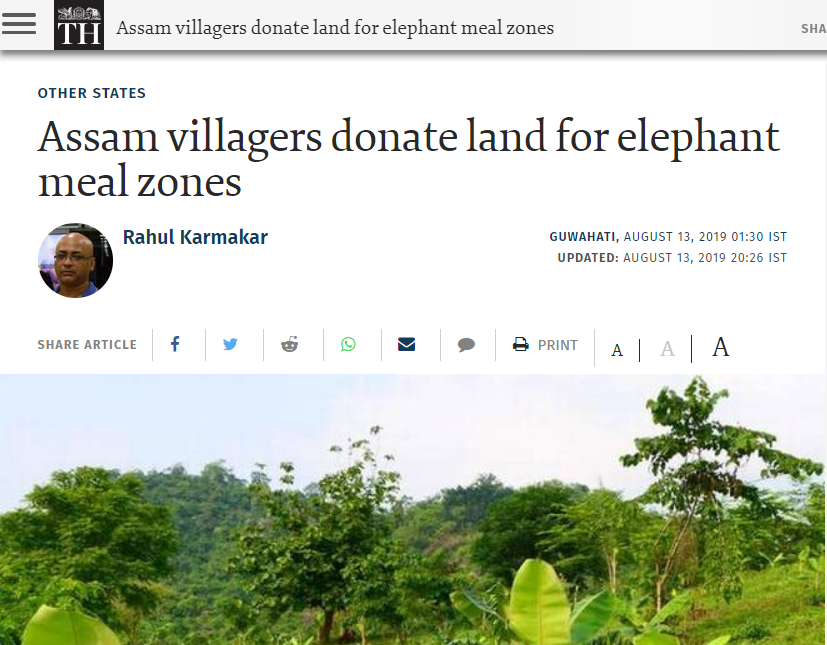 TH
Assam villagers donate land for elephant meal zones
SHA
OTHER STATES
Assam villagers donate land for elephant
meal zones
Rahul Karmakar
GUWAHATI, AUGUST 13, 2019 01:30 IST
UPDATED: AUGUST 13, 2019 20:26 IST
SHARE ARTICLE
PRINT
A
A
A